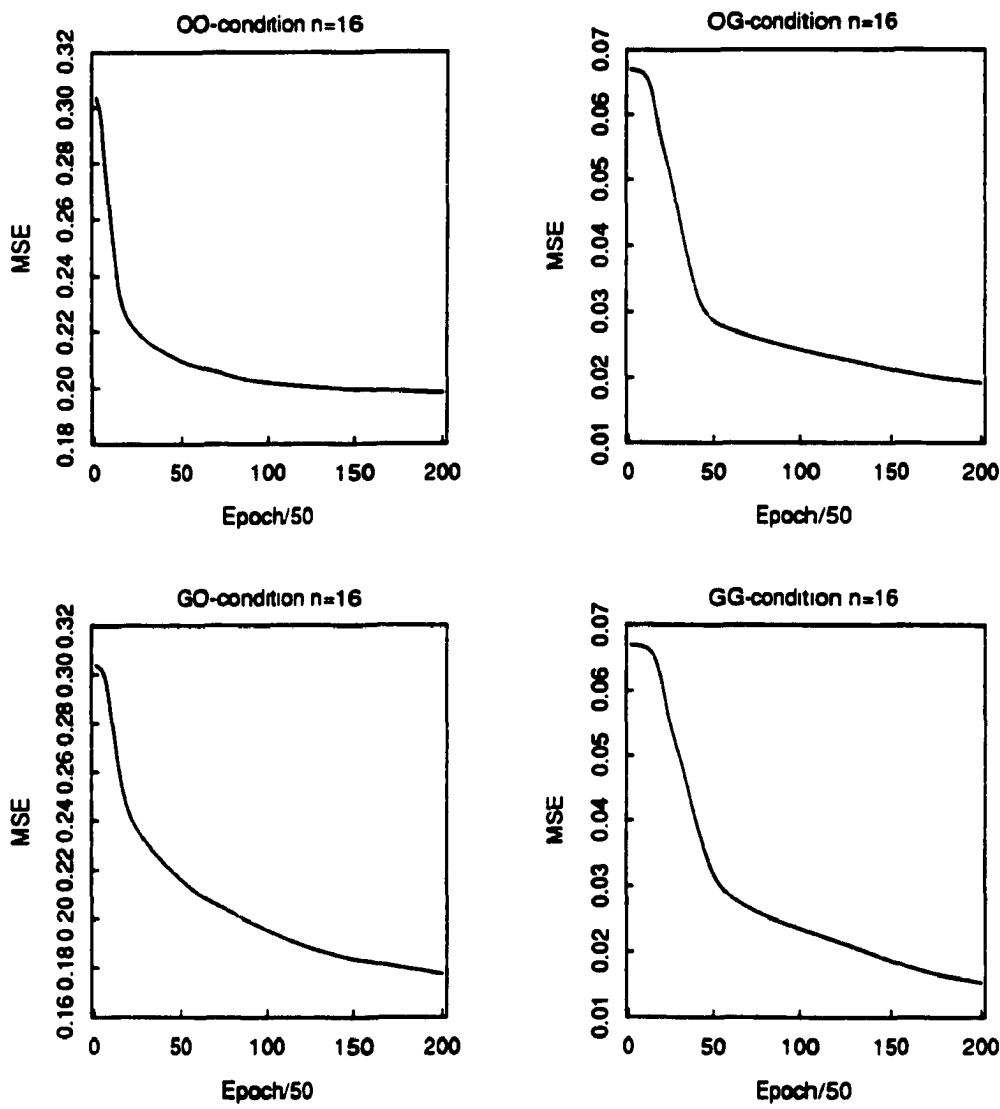 OO-condition n=16
MSE
0.32
0.30
0.28
0.26
0.24
0.22
0.20
0.18
0 50 100 150 200
Epoch/50
OG-condition n=16
MSE
0.07
0.06
0.05
0.04
0.03
0.02
0.01
0 50 100 150 200
Epoch/50
GO-condition n=16
MSE
0.32
0.30
0.28
0.26
0.24
0.22
0.20
0.18
0.16
0 50 100 150 200
Epoch/50
GG-condition n=16
MSE
0.07
0.06
0.05
0.04
0.03
0.02
0.01
0 50 100 150 200
Epoch/50